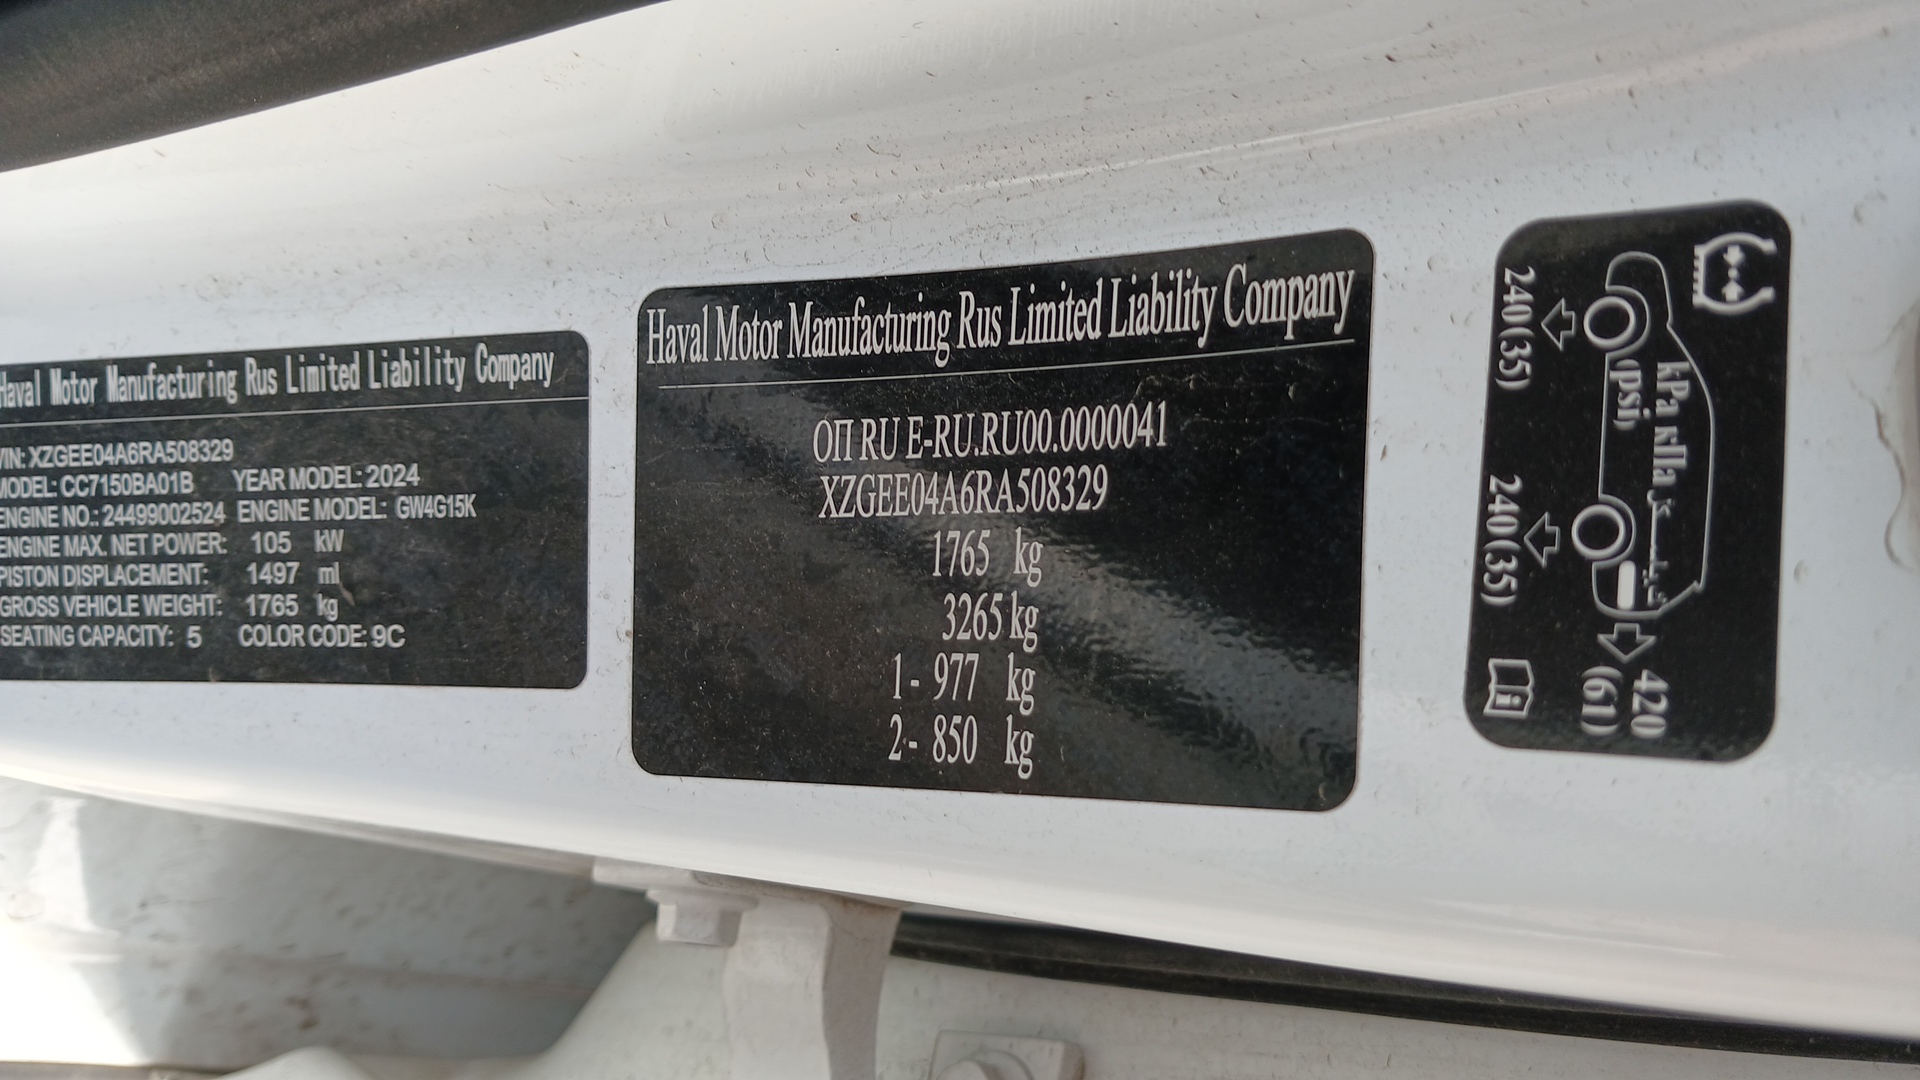 Haval Motor Manufacturing Rus Limited Liability Company
VIN: XZGEE04A6RA508329
MODEL: CC7150BA01B YEAR MODEL: 2024
ENGINE NO.: 24499002524 ENGINE MODEL: GW4G15K
ENGINE MAX. NET POWER: 105 kW
PISTON DISPLACEMENT: 1497 ml
GROSS VEHICLE WEIGHT: 1765 kg
SEATING CAPACITY: 5 COLOR CODE: 9C
Haval Motor Manufacturing Rus Limited Liability Company
ОП RU E-RU.RU00.0000041
XZGEE04A6RA508329
1765 kg
3265 kg
1 - 977 kg
2 - 850 kg
kPa кПа
(psi)
240(35)
240(35)
420
(61)